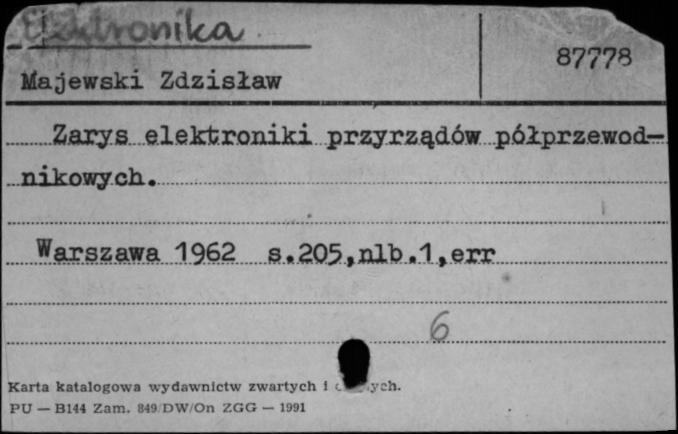 Elektronika
Majewski Zdzisław
87778
Zarys elektroniki przyrządów półprzewod-
nikowych.
Warszawa 1962 s.205,nlb.1,err
6
Karta katalogowa wydawnictw zwartych i
PU — B144 Zam. 849/DW/On ZGG — 1991